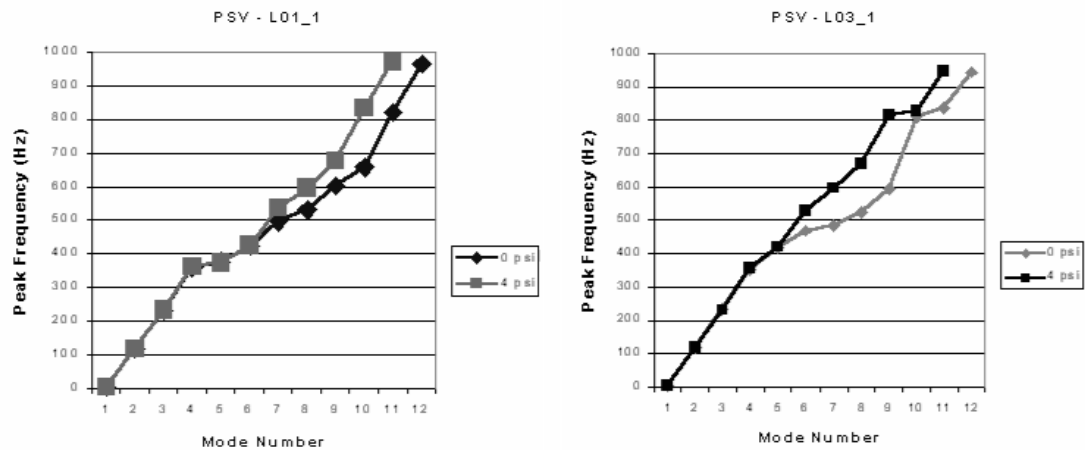 PSV - L01_1
Peak Frequency (Hz)
1000
900
800
700
600
500
400
300
200
100
0
1 2 3 4 5 6 7 8 9 10 11 12
Mode Number
0 psi
4 psi
PSV - L03_1
Peak Frequency (Hz)
1000
900
800
700
600
500
400
300
200
100
0
1 2 3 4 5 6 7 8 9 10 11 12
Mode Number
0 psi
4 psi